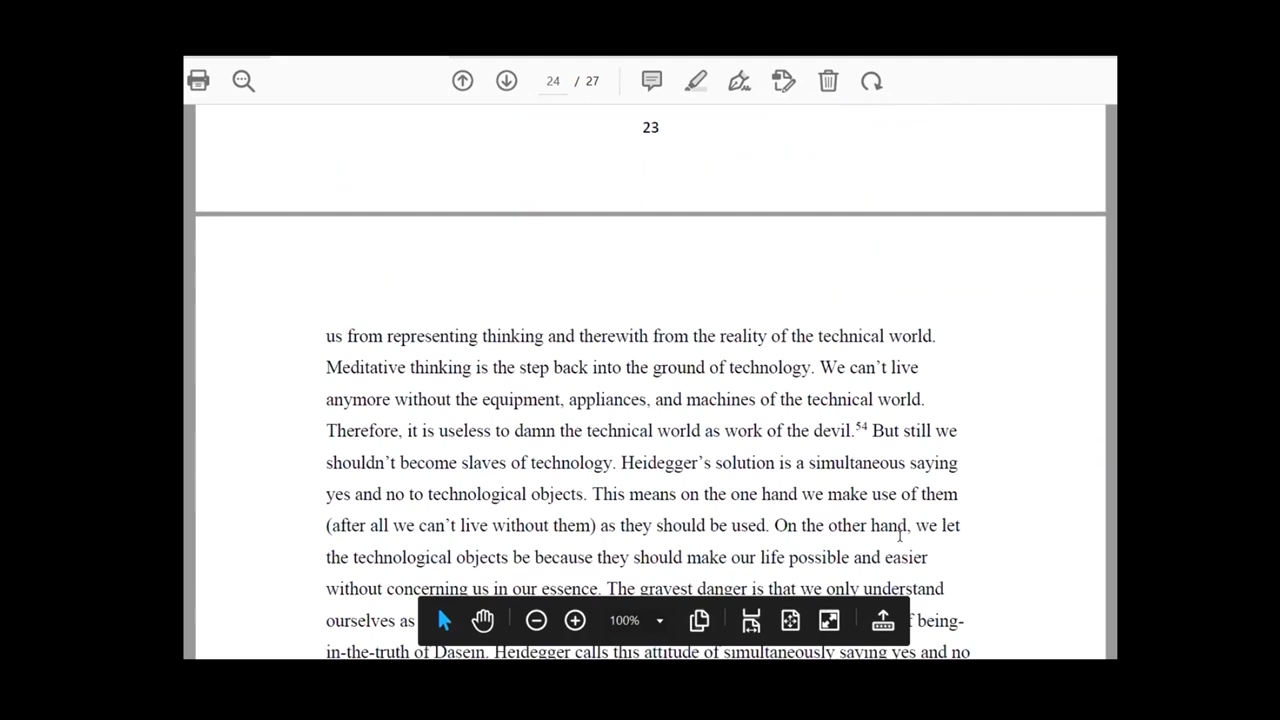 24 / 27
23
us from representing thinking and therewith from the reality of the technical world.
Meditative thinking is the step back into the ground of technology. We can’t live
anymore without the equipment, appliances, and machines of the technical world.
Therefore, it is useless to damn the technical world as work of the devil.54 But still we
shouldn’t become slaves of technology. Heidegger’s solution is a simultaneous saying
yes and no to technological objects. This means on the one hand we make use of them
(after all we can’t live without them) as they should be used. On the other hand, we let
the technological objects be because they should make our life possible and easier
without concerning us in our essence. The gravest danger is that we only understand
ourselves as being-
in-the-truth of Dasein. Heidegger calls this attitude of simultaneously saying yes and no
100%